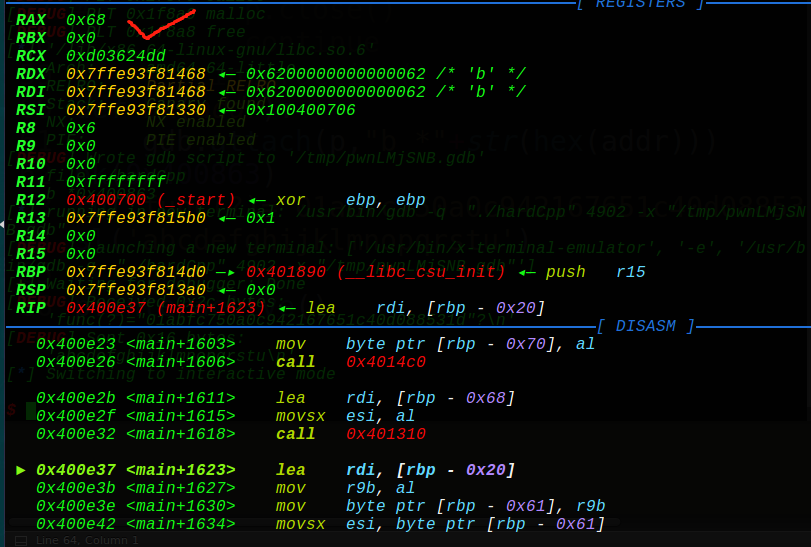 [ REGISTERS ]
RAX 0x68
RBX 0x0
RCX 0xd03624dd
RDX 0x7ffe93f81468 ◂— 0x6200000000000062 /* 'b' */
RDI 0x7ffe93f81468 ◂— 0x6200000000000062 /* 'b' */
RSI 0x7ffe93f81330 ◂— 0x100400706
R8 0x6
R9 0x0
R10 0x0
R11 0xffffffff
R12 0x400700 (_start) ◂— xor ebp, ebp
R13 0x7ffe93f815b0 ◂— 0x1
R14 0x0
R15 0x0
RBP 0x7ffe93f814d0 —▸ 0x401890 (__libc_csu_init) ◂— push r15
RSP 0x7ffe93f813a0 ◂— 0x0
RIP 0x400e37 (main+1623) ◂— lea rdi, [rbp - 0x20]
[ DISASM ]
0x400e23 <main+1603> mov byte ptr [rbp - 0x70], al
0x400e26 <main+1606> call 0x4014c0
0x400e2b <main+1611> lea rdi, [rbp - 0x68]
0x400e2f <main+1615> movsx esi, al
0x400e32 <main+1618> call 0x401310
► 0x400e37 <main+1623> lea rdi, [rbp - 0x20]
0x400e3b <main+1627> mov r9b, al
0x400e3e <main+1630> mov byte ptr [rbp - 0x61], r9b
0x400e42 <main+1634> movsx esi, byte ptr [rbp - 0x61]
Line 64, Column 1